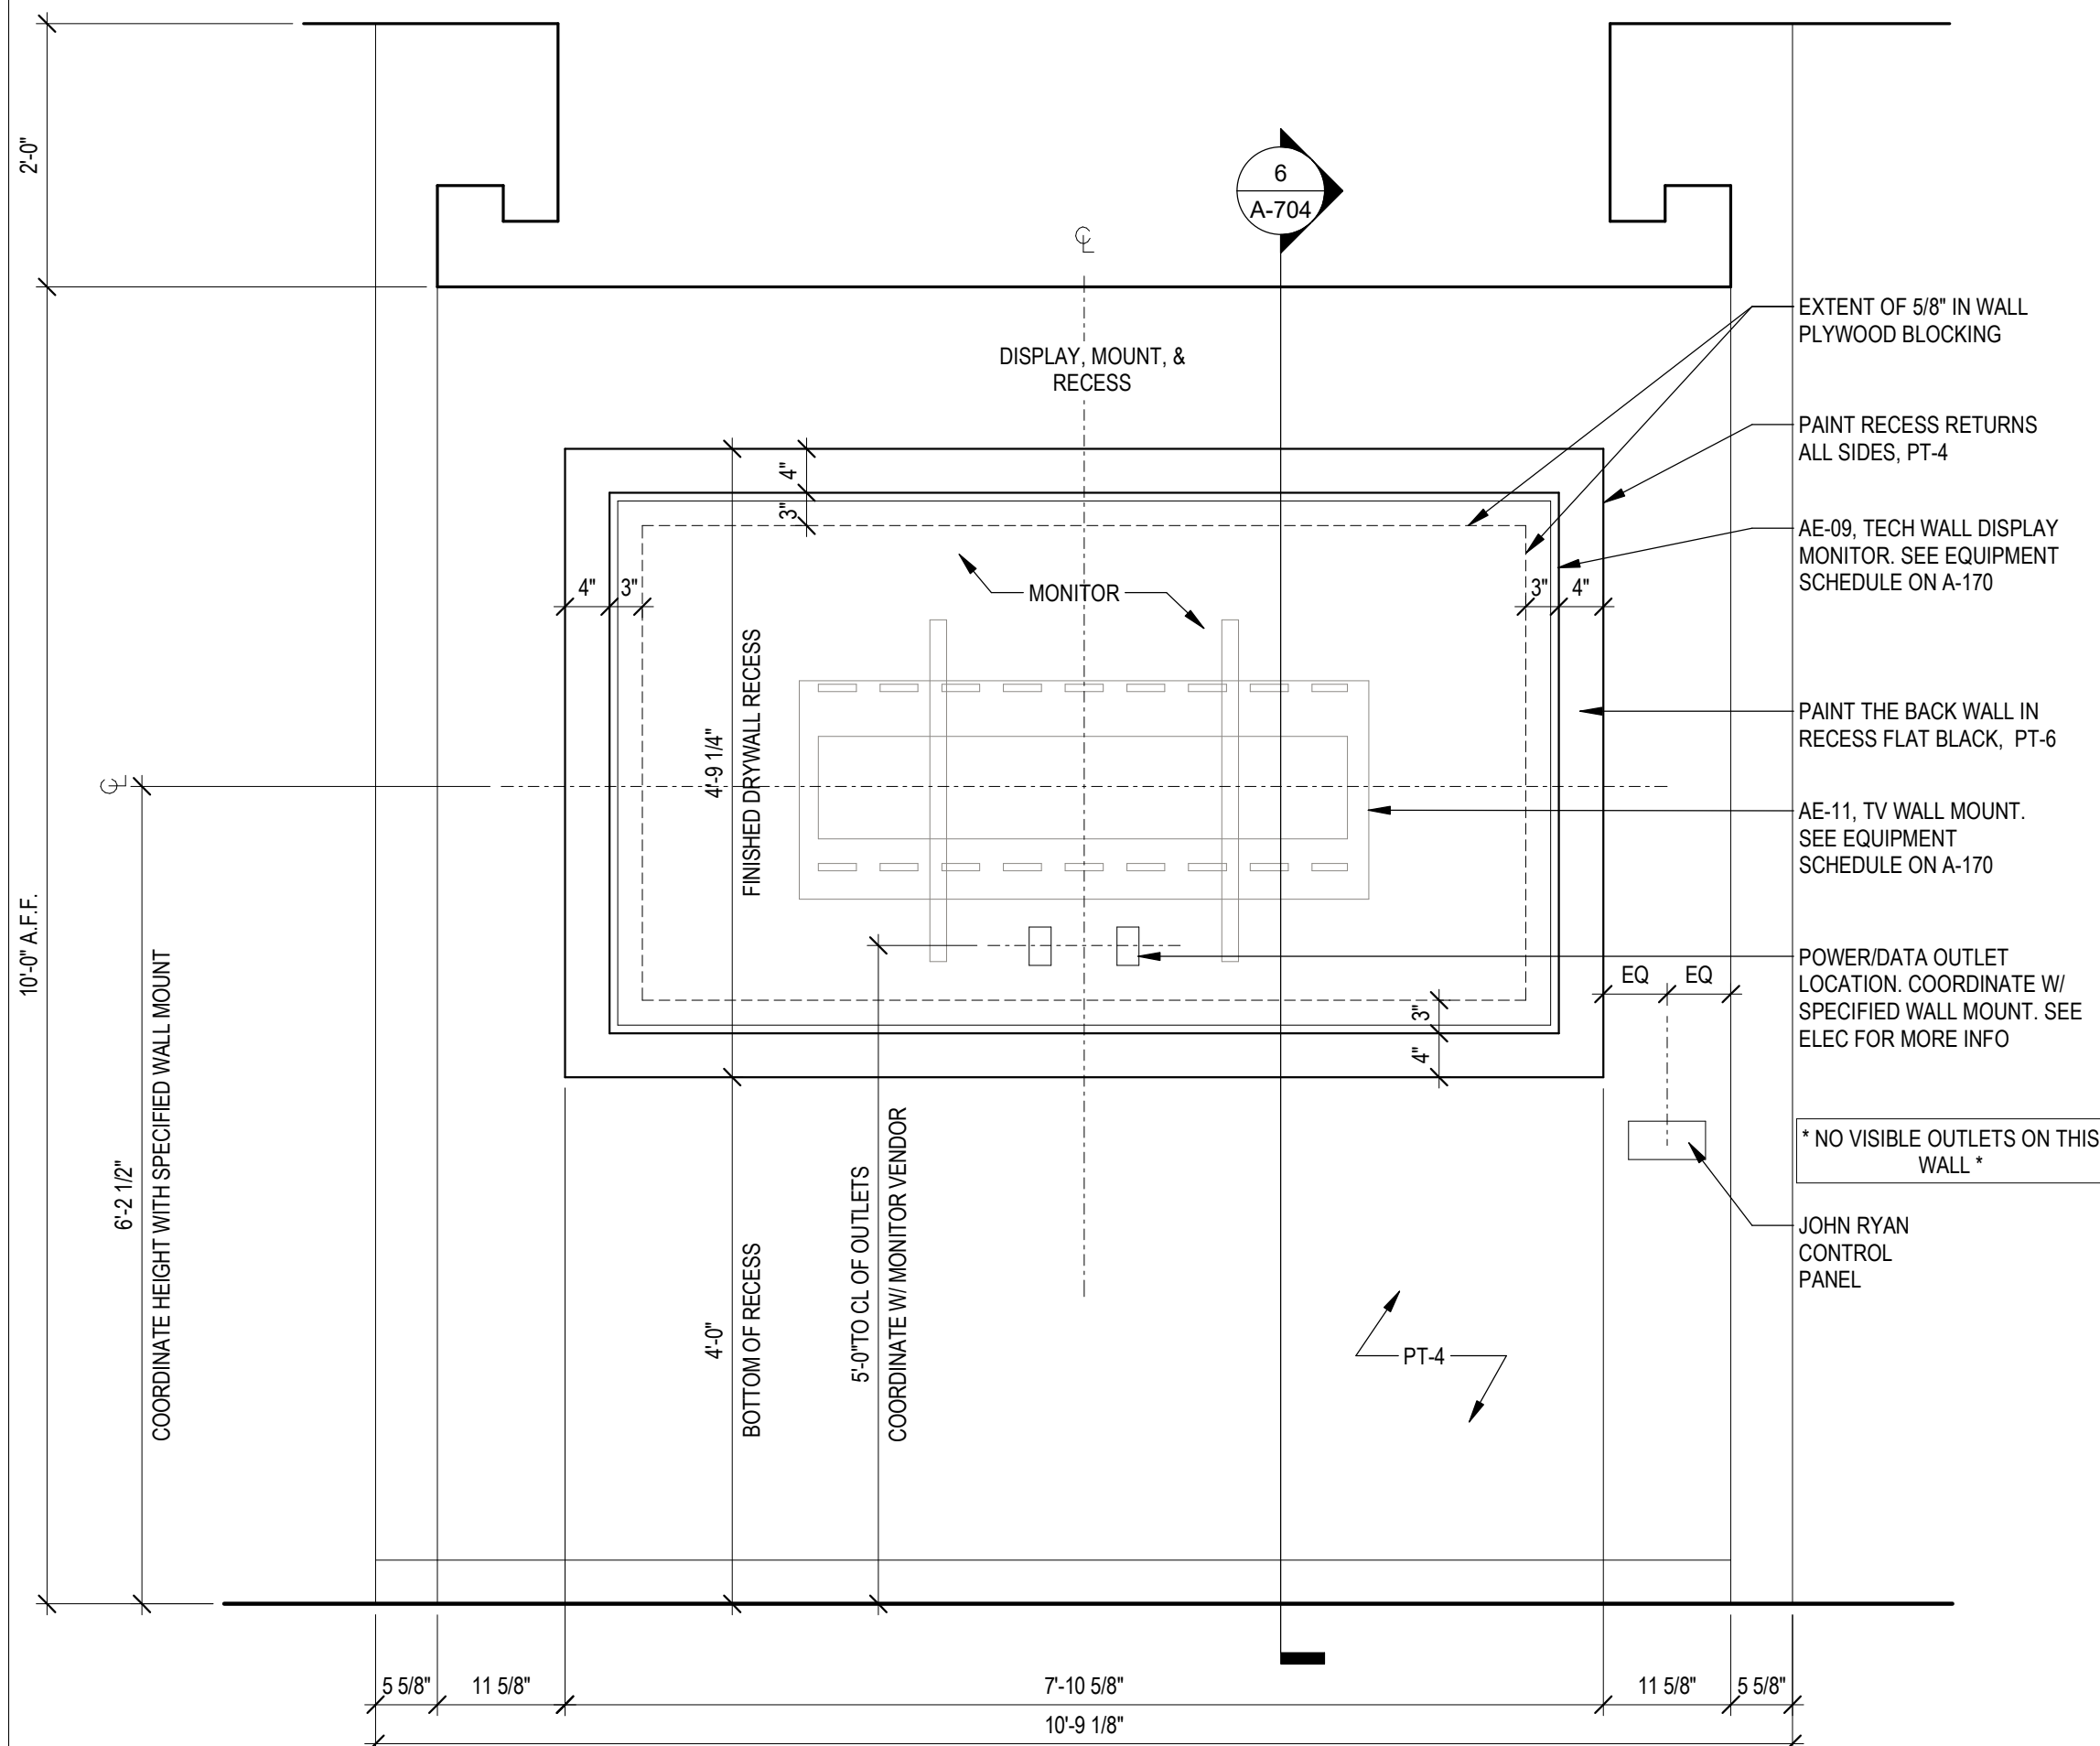 2'-0"
6
A-704
CL
DISPLAY, MOUNT, &
RECESS
EXTENT OF 5/8" IN WALL
PLYWOOD BLOCKING
PAINT RECESS RETURNS
ALL SIDES, PT-4
4"
3"
AE-09, TECH WALL DISPLAY
MONITOR. SEE EQUIPMENT
SCHEDULE ON A-170
4"
3"
MONITOR
3"
4"
4'-9 1/4"
FINISHED DRYWALL RECESS
PAINT THE BACK WALL IN
RECESS FLAT BLACK, PT-6
CL
AE-11, TV WALL MOUNT.
SEE EQUIPMENT
SCHEDULE ON A-170
10'-0" A.F.F.
POWER/DATA OUTLET
LOCATION. COORDINATE W/
SPECIFIED WALL MOUNT. SEE
ELEC FOR MORE INFO
EQ
EQ
3"
4"
6'-2 1/2"
COORDINATE HEIGHT WITH SPECIFIED WALL MOUNT
* NO VISIBLE OUTLETS ON THIS
WALL *
JOHN RYAN
CONTROL
PANEL
4'-0"
BOTTOM OF RECESS
5'-0"TO CL OF OUTLETS
COORDINATE W/ MONITOR VENDOR
PT-4
5 5/8"
11 5/8"
7'-10 5/8"
11 5/8"
5 5/8"
10'-9 1/8"